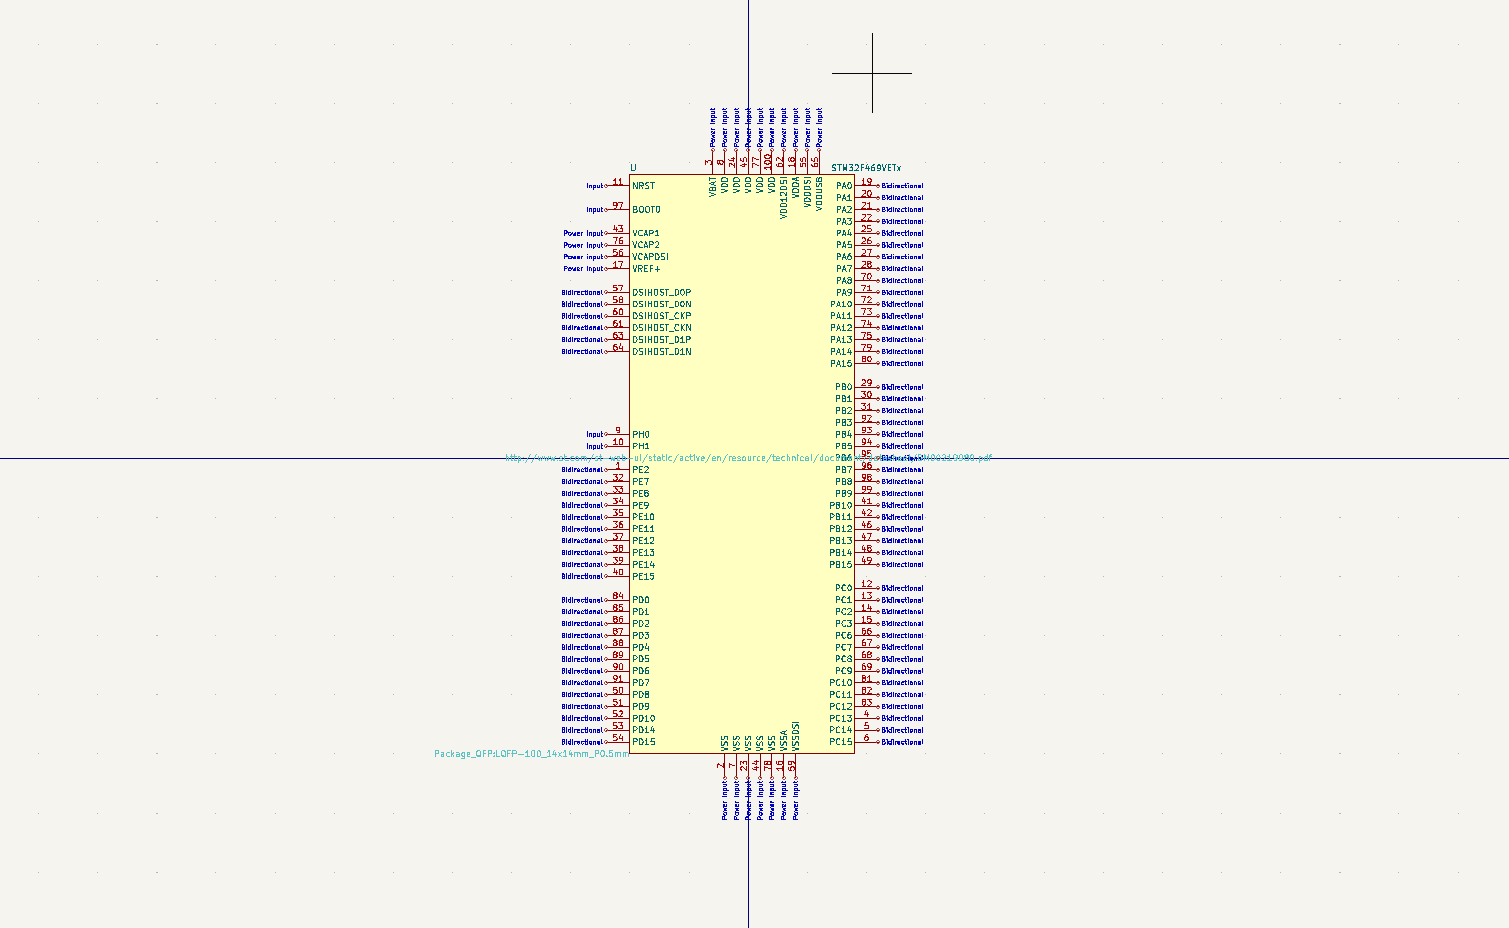 Power Input
Power Input
Power Input
Power Input
Power Input
Power Input
Power Input
Power Input
Power Input
Power Input
3 8 24 45 77 100 62 18 55 65
U STM32F469VETx
VBAT
VDD
VDD
VDD
VDD
VDD
VDD12DSI
VDDA
VDDDSI
VDDUSB
Input 11 NRST
Input 97 BOOT0
Power Input 43 VCAP1
Power Input 76 VCAP2
Power Input 56 VCAPDSI
Power Input 17 VREF+
Bidirectional 57 DSIHOST_D0P
Bidirectional 58 DSIHOST_D0N
Bidirectional 60 DSIHOST_CKP
Bidirectional 61 DSIHOST_CKN
Bidirectional 63 DSIHOST_D1P
Bidirectional 64 DSIHOST_D1N
Input 9 PH0
Input 10 PH1
Bidirectional 1 PE2
Bidirectional 32 PE7
Bidirectional 33 PE8
Bidirectional 34 PE9
Bidirectional 35 PE10
Bidirectional 36 PE11
Bidirectional 37 PE12
Bidirectional 38 PE13
Bidirectional 39 PE14
Bidirectional 40 PE15
Bidirectional 84 PD0
Bidirectional 85 PD1
Bidirectional 86 PD2
Bidirectional 87 PD3
Bidirectional 88 PD4
Bidirectional 89 PD5
Bidirectional 90 PD6
Bidirectional 91 PD7
Bidirectional 50 PD8
Bidirectional 51 PD9
Bidirectional 52 PD10
Bidirectional 53 PD14
Bidirectional 54 PD15
PA0 19 Bidirectional
PA1 20 Bidirectional
PA2 21 Bidirectional
PA3 22 Bidirectional
PA4 25 Bidirectional
PA5 26 Bidirectional
PA6 27 Bidirectional
PA7 28 Bidirectional
PA8 70 Bidirectional
PA9 71 Bidirectional
PA10 72 Bidirectional
PA11 73 Bidirectional
PA12 74 Bidirectional
PA13 75 Bidirectional
PA14 79 Bidirectional
PA15 80 Bidirectional
PB0 29 Bidirectional
PB1 30 Bidirectional
PB2 31 Bidirectional
PB3 92 Bidirectional
PB4 93 Bidirectional
PB5 94 Bidirectional
PB6 95 Bidirectional
PB7 96 Bidirectional
PB8 98 Bidirectional
PB9 99 Bidirectional
PB10 41 Bidirectional
PB11 42 Bidirectional
PB12 46 Bidirectional
PB13 47 Bidirectional
PB14 48 Bidirectional
PB15 49 Bidirectional
PC0 12 Bidirectional
PC1 13 Bidirectional
PC2 14 Bidirectional
PC3 15 Bidirectional
PC6 66 Bidirectional
PC7 67 Bidirectional
PC8 68 Bidirectional
PC9 69 Bidirectional
PC10 81 Bidirectional
PC11 82 Bidirectional
PC12 83 Bidirectional
PC13 4 Bidirectional
PC14 5 Bidirectional
PC15 6 Bidirectional
VSS
VSS
VSS
VSS
VSS
VSSA
VSSDSI
Package_QFP:LQFP-100_14x14mm_P0.5mm
2 7 23 44 78 16 59
Power Input
Power Input
Power Input
Power Input
Power Input
Power Input
Power Input